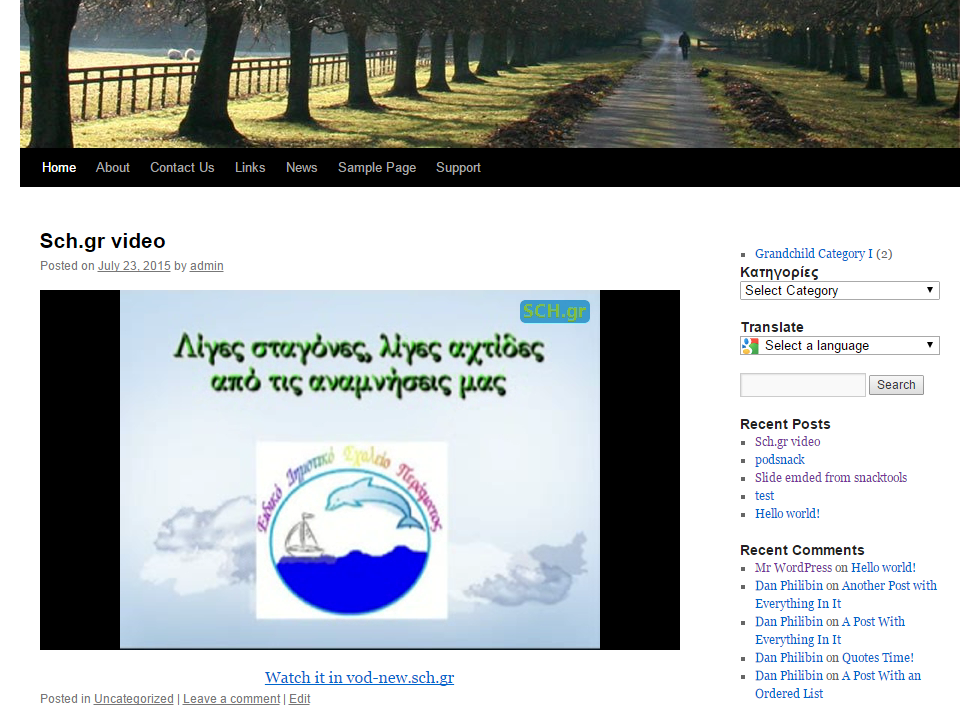 Home About Contact Us Links News Sample Page Support
Sch.gr video
Posted on July 23, 2015 by admin
SCH.gr
Λίγες σταγόνες, λίγες αχτίδες
από τις αναμνήσεις μας
Ειδικό Δημοτικό Σχολείο Περάματος
Watch it in vod-new.sch.gr
Posted in Uncategorized | Leave a comment | Edit
Grandchild Category I (2)
Κατηγορίες
Select Category
Translate
Select a language
Search
Recent Posts
Sch.gr video
podsnack
Slide emded from snacktools
test
Hello world!
Recent Comments
Mr WordPress on Hello world!
Dan Philibin on Another Post with
Everything In It
Dan Philibin on A Post With
Everything In It
Dan Philibin on Quotes Time!
Dan Philibin on A Post With an
Ordered List